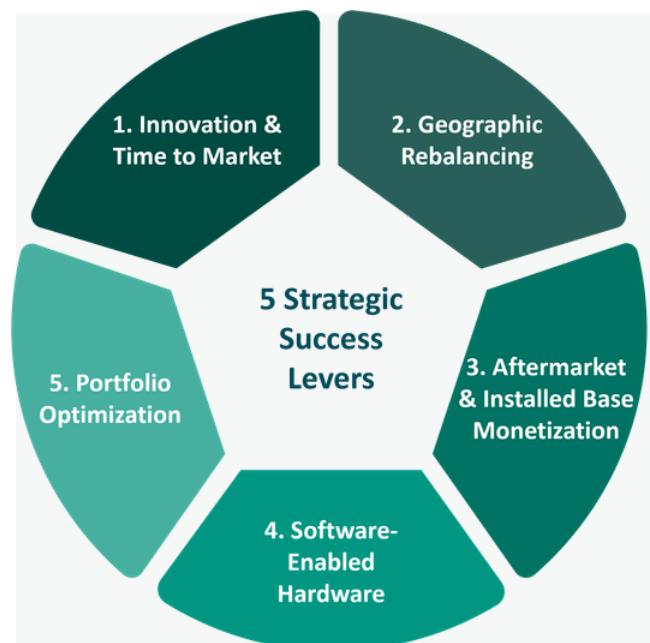 1. Innovation &
Time to Market
2. Geographic
Rebalancing
5 Strategic
Success
Levers
3. Aftermarket
& Installed Base
Monetization
4. Software-
Enabled
Hardware
5. Portfolio
Optimization